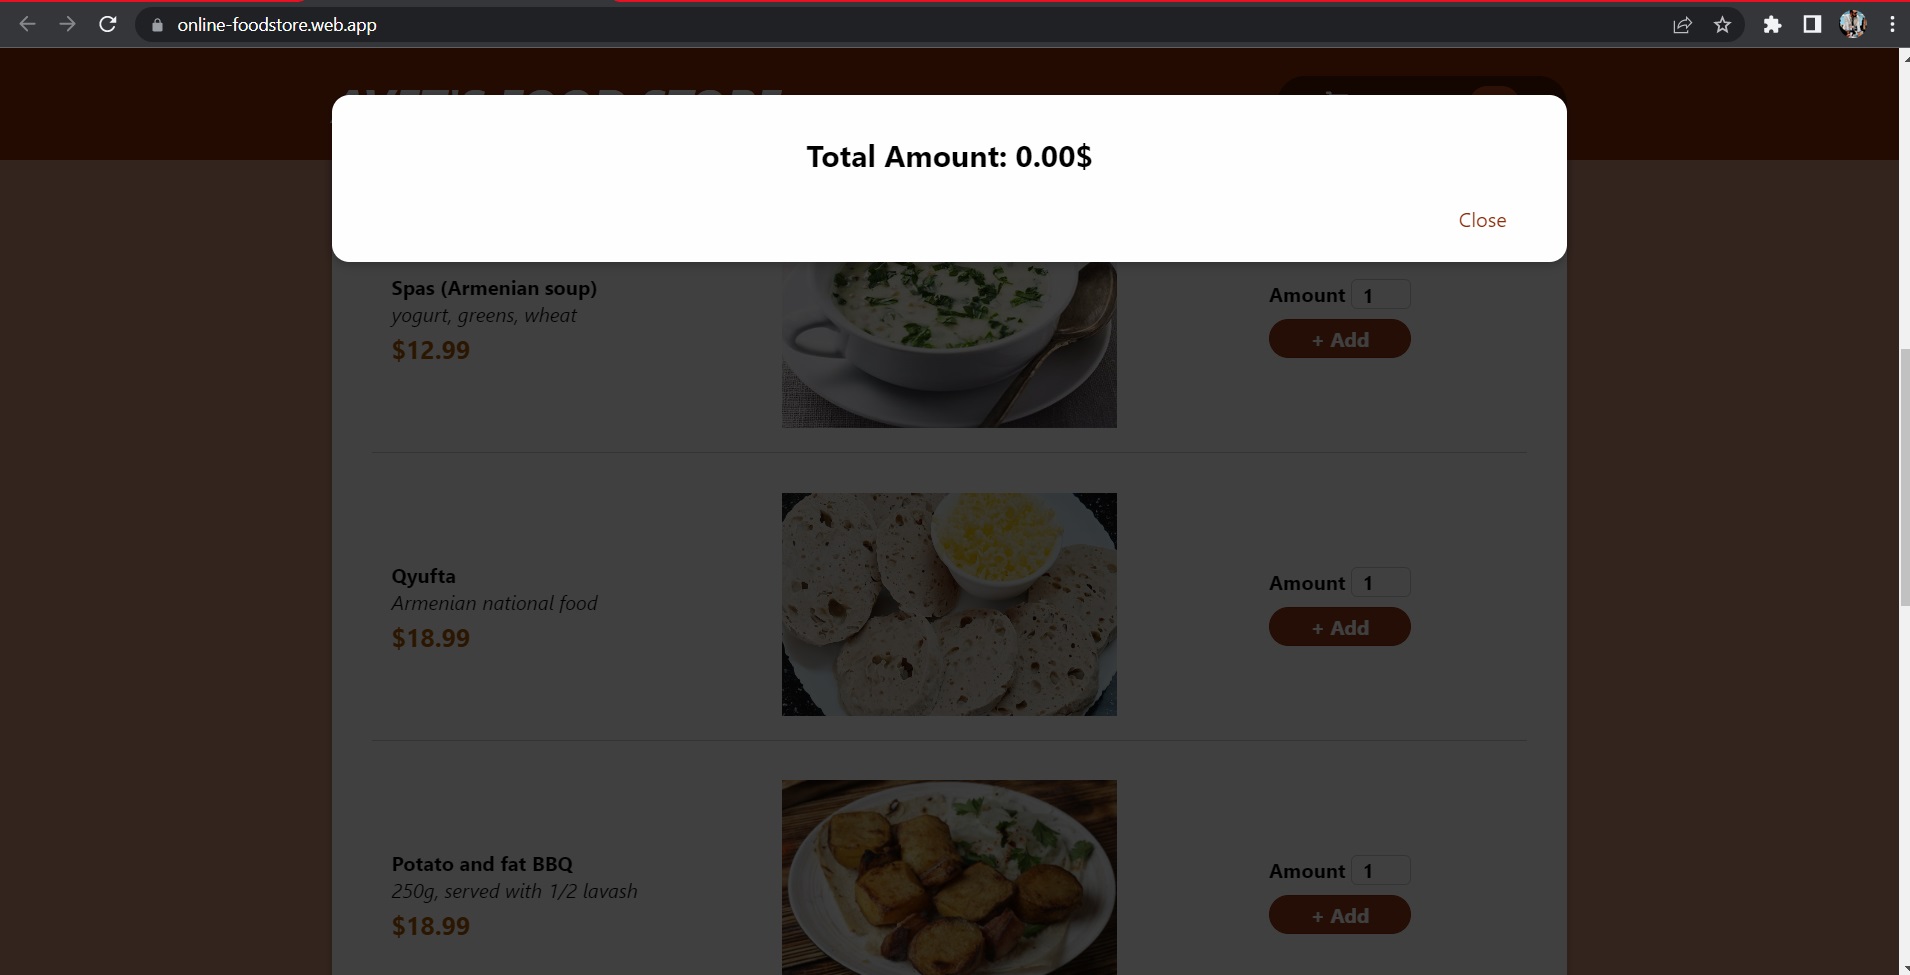 online-foodstore.web.app
Total Amount: 0.00$
Close
Spas (Armenian soup)
yogurt, greens, wheat
$12.99
Amount 1
+ Add
Qyufta
Armenian national food
$18.99
Amount 1
+ Add
Potato and fat BBQ
250g, served with 1/2 lavash
$18.99
Amount 1
+ Add